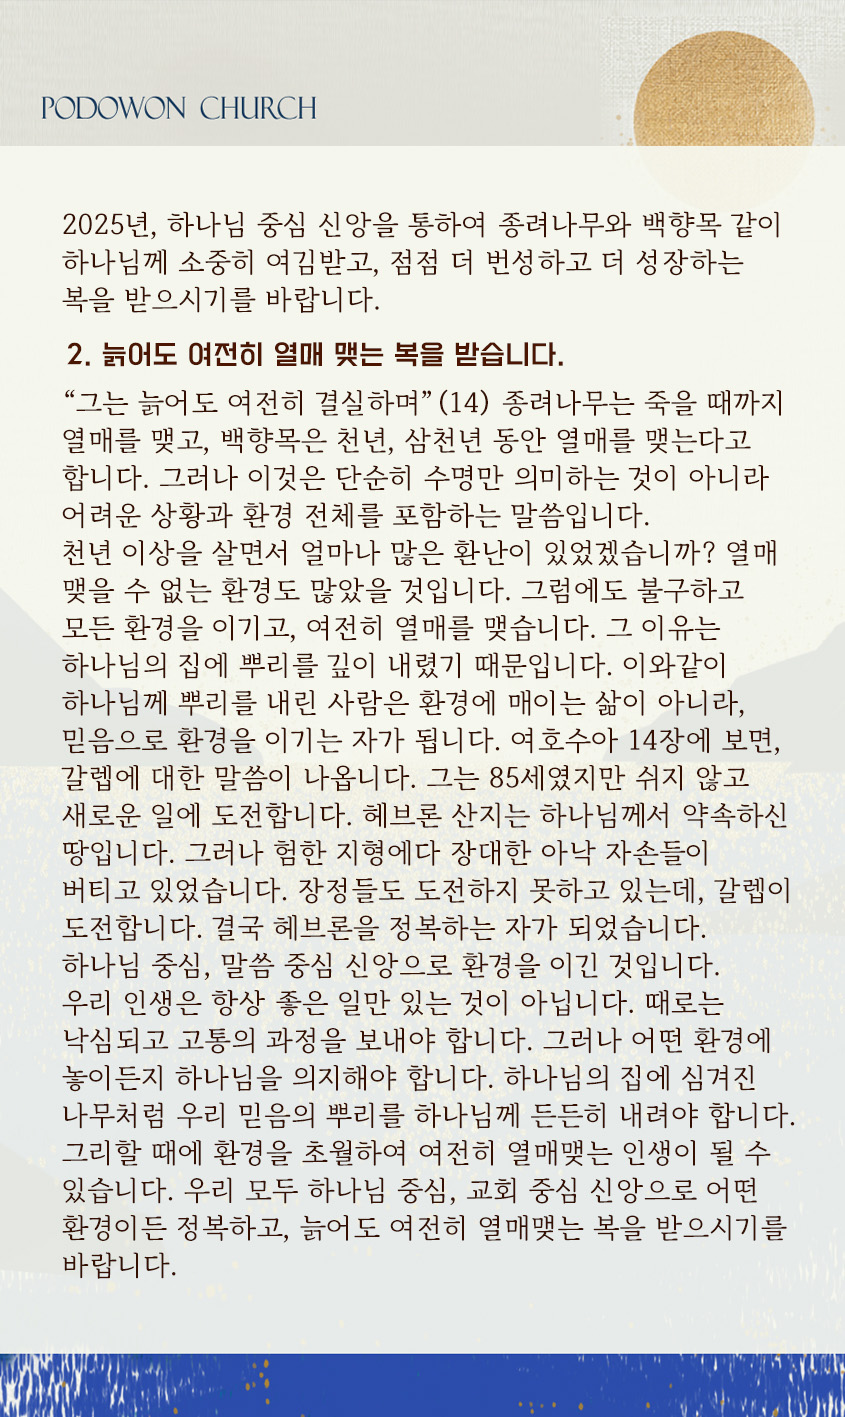 PODOWON CHURCH
2025년, 하나님 중심 신앙을 통하여 종려나무와 백향목 같이
하나님께 소중히 여김받고, 점점 더 번성하고 더 성장하는
복을 받으시기를 바랍니다.
2. 늙어도 여전히 열매 맺는 복을 받습니다.
“그는 늙어도 여전히 결실하며”(14) 종려나무는 죽을 때까지
열매를 맺고, 백향목은 천년, 삼천년 동안 열매를 맺는다고
합니다. 그러나 이것은 단순히 수명만 의미하는 것이 아니라
어려운 상황과 환경 전체를 포함하는 말씀입니다.
천년 이상을 살면서 얼마나 많은 환난이 있었겠습니까? 열매
맺을 수 없는 환경도 많았을 것입니다. 그럼에도 불구하고
모든 환경을 이기고, 여전히 열매를 맺습니다. 그 이유는
하나님의 집에 뿌리를 깊이 내렸기 때문입니다. 이와같이
하나님께 뿌리를 내린 사람은 환경에 매이는 삶이 아니라,
믿음으로 환경을 이기는 자가 됩니다. 여호수아 14장에 보면,
갈렙에 대한 말씀이 나옵니다. 그는 85세였지만 쉬지 않고
새로운 일에 도전합니다. 헤브론 산지는 하나님께서 약속하신
땅입니다. 그러나 험한 지형에다 장대한 아낙 자손들이
버티고 있었습니다. 장정들도 도전하지 못하고 있는데, 갈렙이
도전합니다. 결국 헤브론을 정복하는 자가 되었습니다.
하나님 중심, 말씀 중심 신앙으로 환경을 이긴 것입니다.
우리 인생은 항상 좋은 일만 있는 것이 아닙니다. 때로는
낙심되고 고통의 과정을 보내야 합니다. 그러나 어떤 환경에
놓이든지 하나님을 의지해야 합니다. 하나님의 집에 심겨진
나무처럼 우리 믿음의 뿌리를 하나님께 든든히 내려야 합니다.
그리할 때에 환경을 초월하여 여전히 열매맺는 인생이 될 수
있습니다. 우리 모두 하나님 중심, 교회 중심 신앙으로 어떤
환경이든 정복하고, 늙어도 여전히 열매맺는 복을 받으시기를
바랍니다.